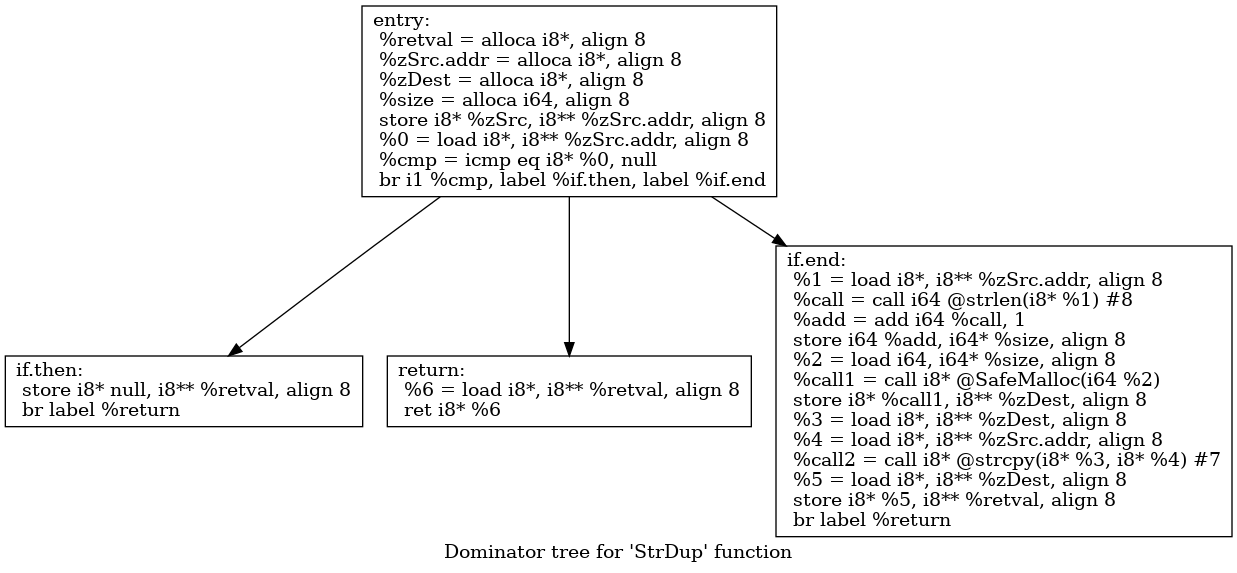 entry:
%retval = alloca i8*, align 8
%zSrc.addr = alloca i8*, align 8
%zDest = alloca i8*, align 8
%size = alloca i64, align 8
store i8* %zSrc, i8** %zSrc.addr, align 8
%0 = load i8*, i8** %zSrc.addr, align 8
%cmp = icmp eq i8* %0, null
br i1 %cmp, label %if.then, label %if.end
if.then:
store i8* null, i8** %retval, align 8
br label %return
return:
%6 = load i8*, i8** %retval, align 8
ret i8* %6
if.end:
%1 = load i8*, i8** %zSrc.addr, align 8
%call = call i64 @strlen(i8* %1) #8
%add = add i64 %call, 1
store i64 %add, i64* %size, align 8
%2 = load i64, i64* %size, align 8
%call1 = call i8* @SafeMalloc(i64 %2)
store i8* %call1, i8** %zDest, align 8
%3 = load i8*, i8** %zDest, align 8
%4 = load i8*, i8** %zSrc.addr, align 8
%call2 = call i8* @strcpy(i8* %3, i8* %4) #7
%5 = load i8*, i8** %zDest, align 8
store i8* %5, i8** %retval, align 8
br label %return
Dominator tree for 'StrDup' function